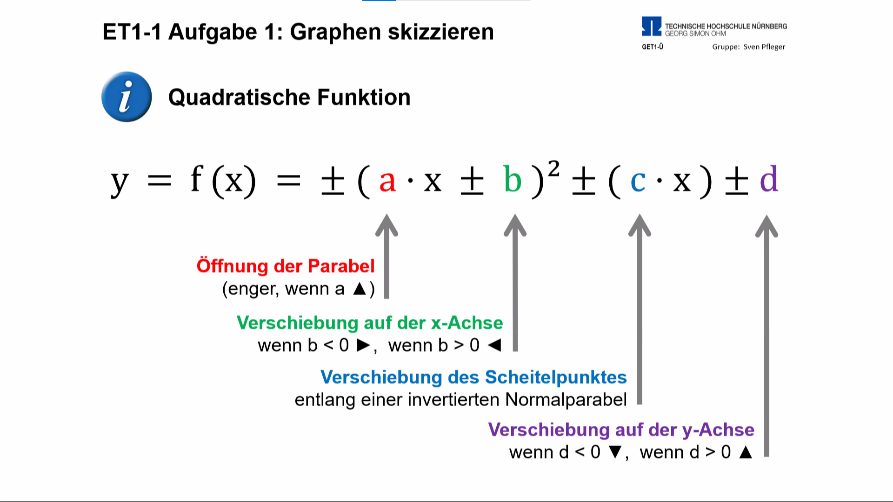 ET1-1 Aufgabe 1: Graphen skizzieren
TECHNISCHE HOCHSCHULE NÜRNBERG
GEORG SIMON OHM
GET1-Ü Gruppe: Sven Pfleger
i Quadratische Funktion
y = f (x) = ± ( a · x ± b )² ± ( c · x ) ± d
Öffnung der Parabel
(enger, wenn a ▲)
Verschiebung auf der x-Achse
wenn b < 0 ►, wenn b > 0 ◄
Verschiebung des Scheitelpunktes
entlang einer invertierten Normalparabel
Verschiebung auf der y-Achse
wenn d < 0 ▼, wenn d > 0 ▲